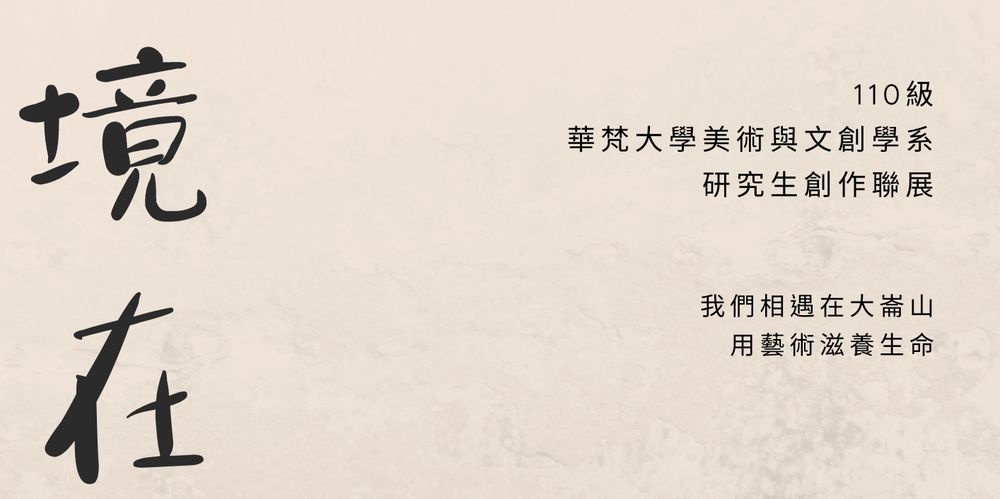 境在
110級
華梵大學美術與文創學系
研究生創作聯展
我們相遇在大崙山
用藝術滋養生命